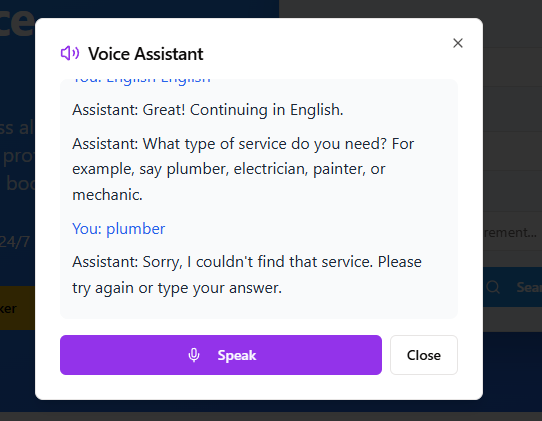 ce
Voice Assistant
You: English English
Assistant: Great! Continuing in English.
Assistant: What type of service do you need? For
example, say plumber, electrician, painter, or
mechanic.
You: plumber
Assistant: Sorry, I couldn't find that service. Please
try again or type your answer.
Speak
Close
ss al
pro
boo
24/7
ker
rement...
Sear